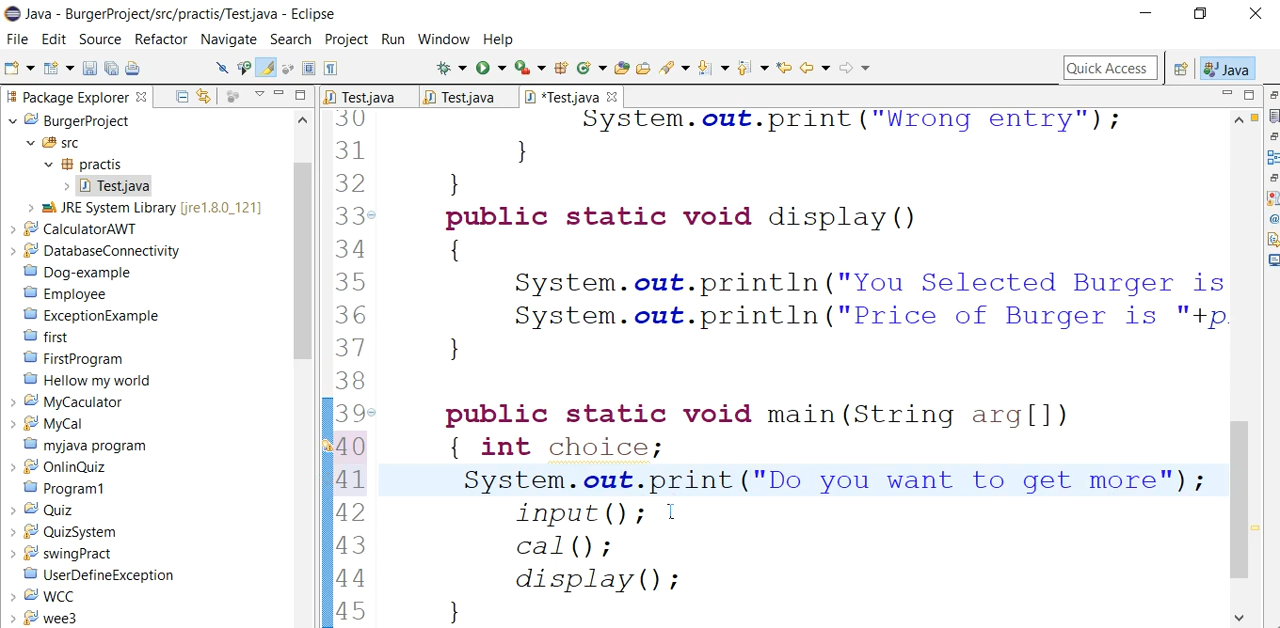 Java - BurgerProject/src/practis/Test.java - Eclipse
File Edit Source Refactor Navigate Search Project Run Window Help
Quick Access Java
Package Explorer Test.java Test.java *Test.java
BurgerProject
src
practis
Test.java
JRE System Library [jre1.8.0_121]
CalculatorAWT
DatabaseConnectivity
Dog-example
Employee
ExceptionExample
first
FirstProgram
Hellow my world
MyCaculator
MyCal
myjava program
OnlinQuiz
Program1
Quiz
QuizSystem
swingPract
UserDefineException
WCC
wee3
30 System.out.print("Wrong entry");
31 }
32 }
33 public static void display()
34 {
35 System.out.println("You Selected Burger is
36 System.out.println("Price of Burger is "+p
37 }
38
39 public static void main(String arg[])
40 { int choice;
41 System.out.print("Do you want to get more");
42 input();
43 cal();
44 display();
45 }